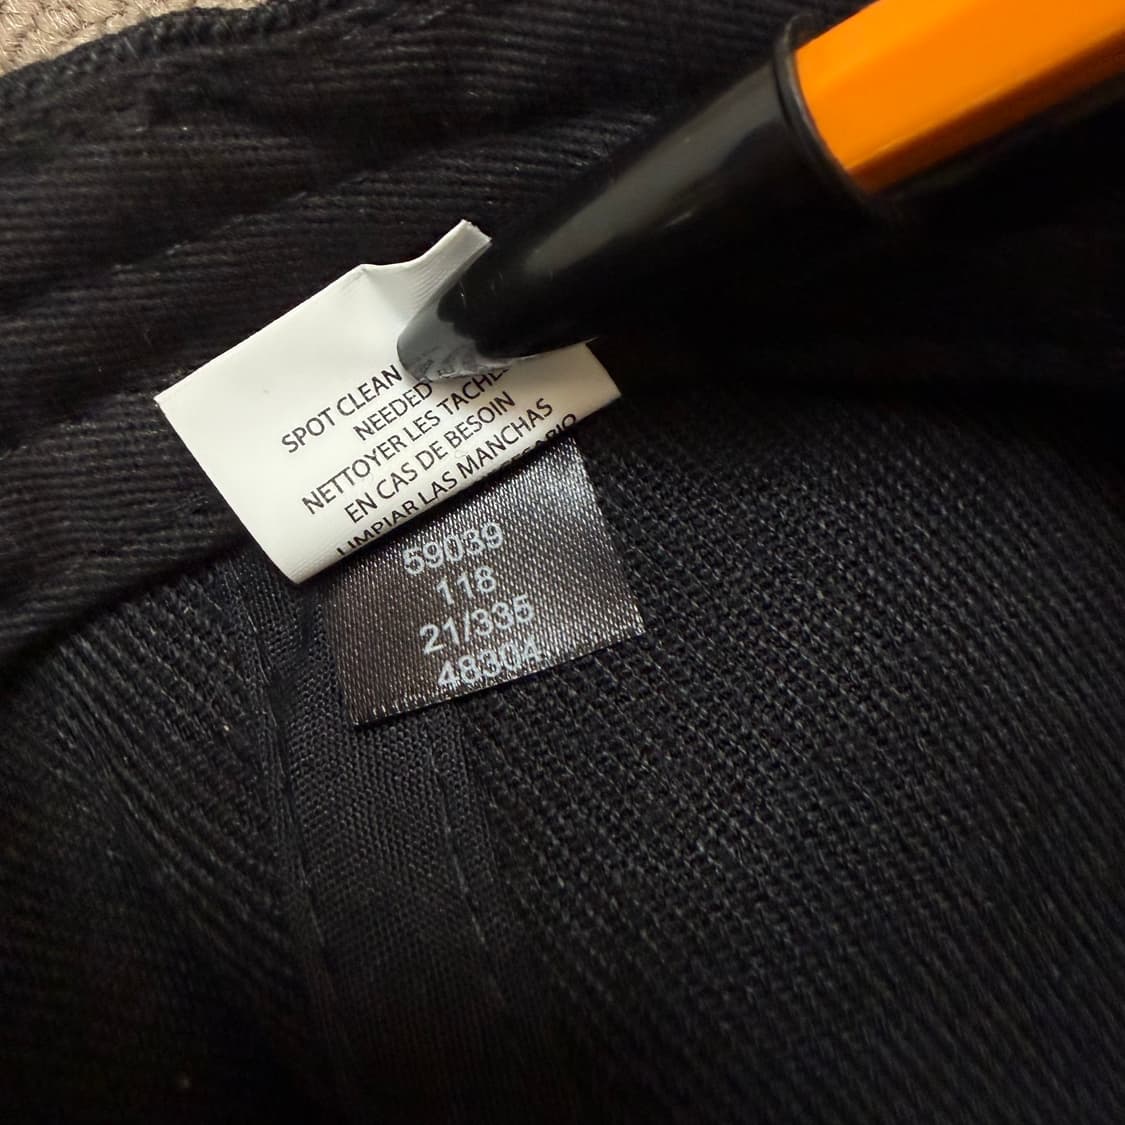 SPOT CLEAN
NEEDED
NETTOYER LES TACHE
EN CAS DE BESOIN
LIMPIAR LAS MANCHAS
59039
118
21/335
48304